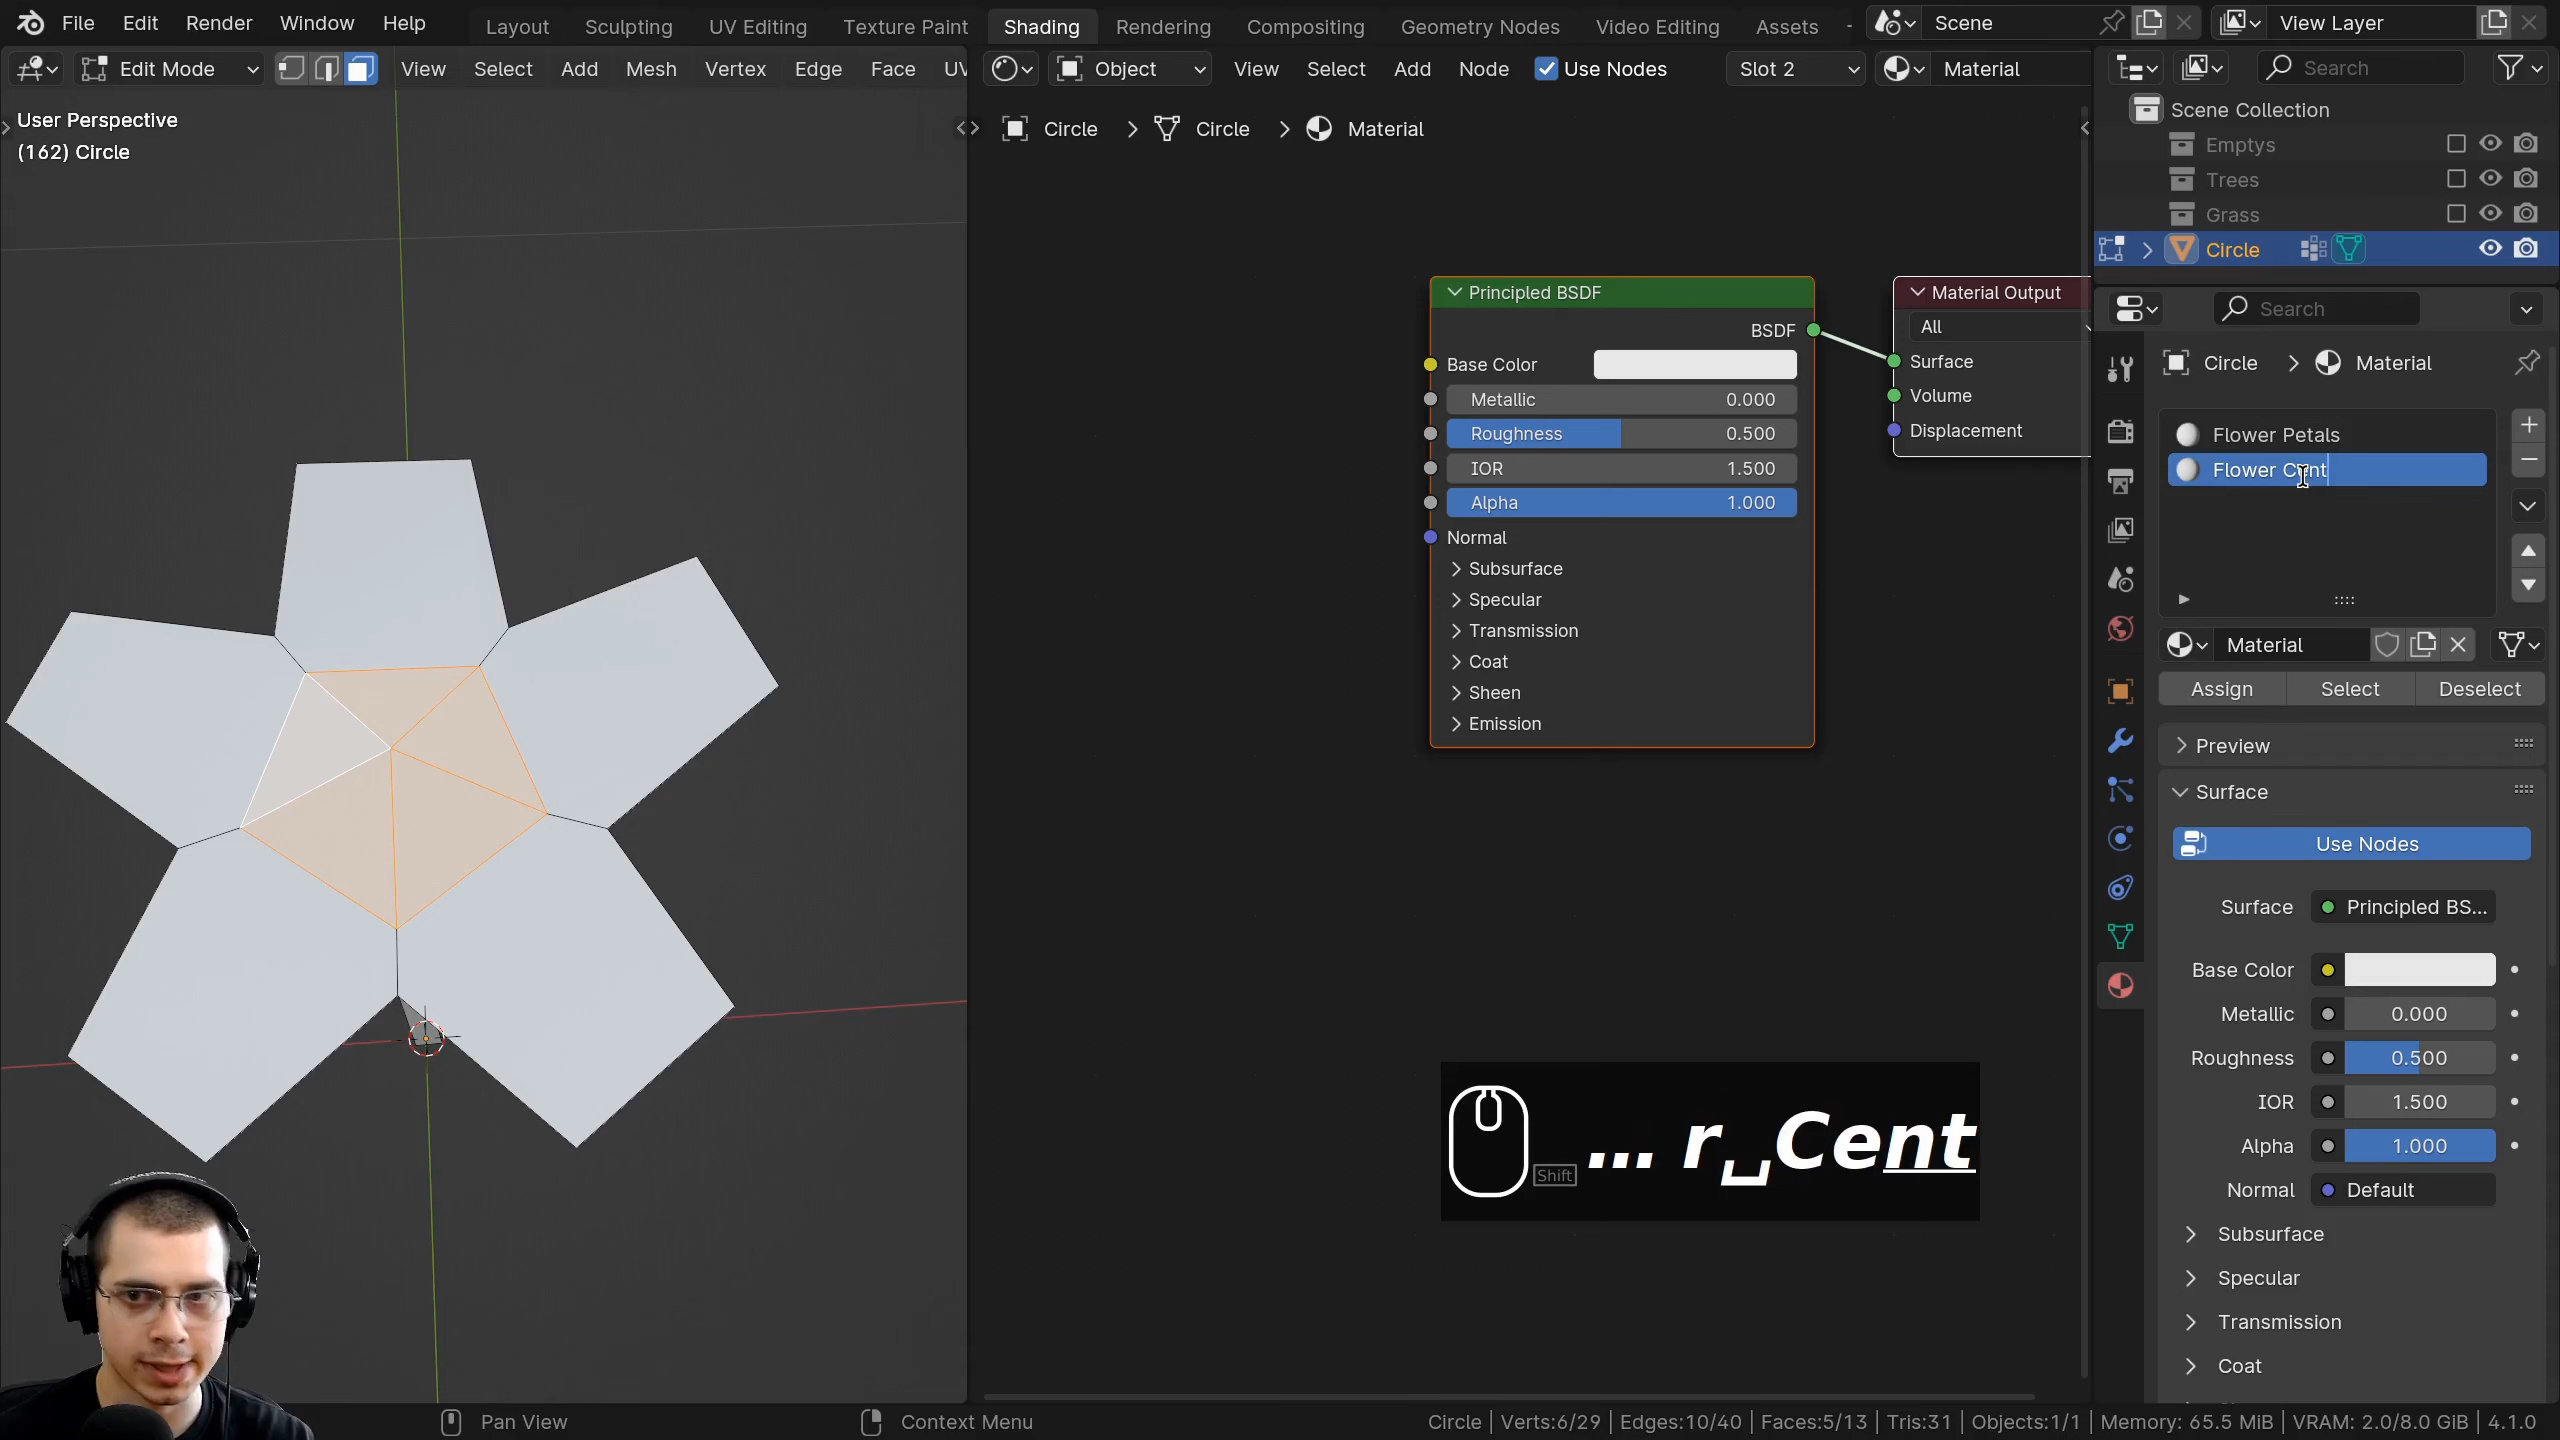 File Edit Render Window Help Layout Sculpting UV Editing Texture Paint Shading Rendering Compositing Geometry Nodes Video Editing Assets Scene View Layer
Edit Mode View Select Add Mesh Vertex Edge Face UV Object View Select Add Node Use Nodes Slot 2 Material Search
User Perspective
(162) Circle
Circle Circle Material
Scene Collection
Emptys
Trees
Grass
Circle
Search
Circle Material
Principled BSDF
BSDF
Base Color
Metallic 0.000
Roughness 0.500
IOR 1.500
Alpha 1.000
Normal
Subsurface
Specular
Transmission
Coat
Sheen
Emission
Material Output
All
Surface
Volume
Displacement
Flower Petals
Flower Cent
Material
Assign Select Deselect
Preview
Surface
Use Nodes
Surface Principled BS...
Base Color
Metallic 0.000
Roughness 0.500
IOR 1.500
Alpha 1.000
Normal Default
Subsurface
Specular
Transmission
Coat
Shift ... r␣Cent
Pan View Context Menu Circle | Verts:6/29 | Edges:10/40 | Faces:5/13 | Tris:31 | Objects:1/1 | Memory: 65.5 MiB | VRAM: 2.0/8.0 GiB | 4.1.0